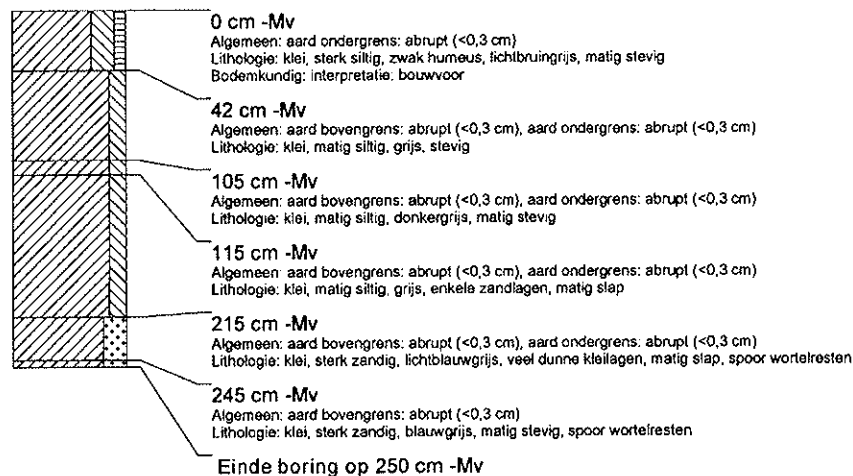 0 cm -Mv
Algemeen: aard ondergrens: abrupt (<0,3 cm)
Lithologie: klei, sterk siltig, zwak humeus, lichtbruingrijs, matig stevig
Bodemkundig: interpretatie: bouwvoor
42 cm -Mv
Algemeen: aard bovengrens: abrupt (<0,3 cm), aard ondergrens: abrupt (<0,3 cm)
Lithologie: klei, matig siltig, grijs, stevig
105 cm -Mv
Algemeen: aard bovengrens: abrupt (<0,3 cm), aard ondergrens: abrupt (<0,3 cm)
Lithologie: klei, matig siltig, donkergrijs, matig stevig
115 cm -Mv
Algemeen: aard bovengrens: abrupt (<0,3 cm), aard ondergrens: abrupt (<0,3 cm)
Lithologie: klei, matig siltig, grijs, enkele zandlagen, matig slap
215 cm -Mv
Algemeen: aard bovengrens: abrupt (<0,3 cm), aard ondergrens: abrupt (<0,3 cm)
Lithologie: klei, sterk zandig, lichtblauwgrijs, veel dunne kleilagen, matig slap, spoor wortelresten
245 cm -Mv
Algemeen: aard bovengrens: abrupt (<0,3 cm)
Lithologie: klei, sterk zandig, blauwgrijs, matig stevig, spoor wortelresten
Einde boring op 250 cm -Mv